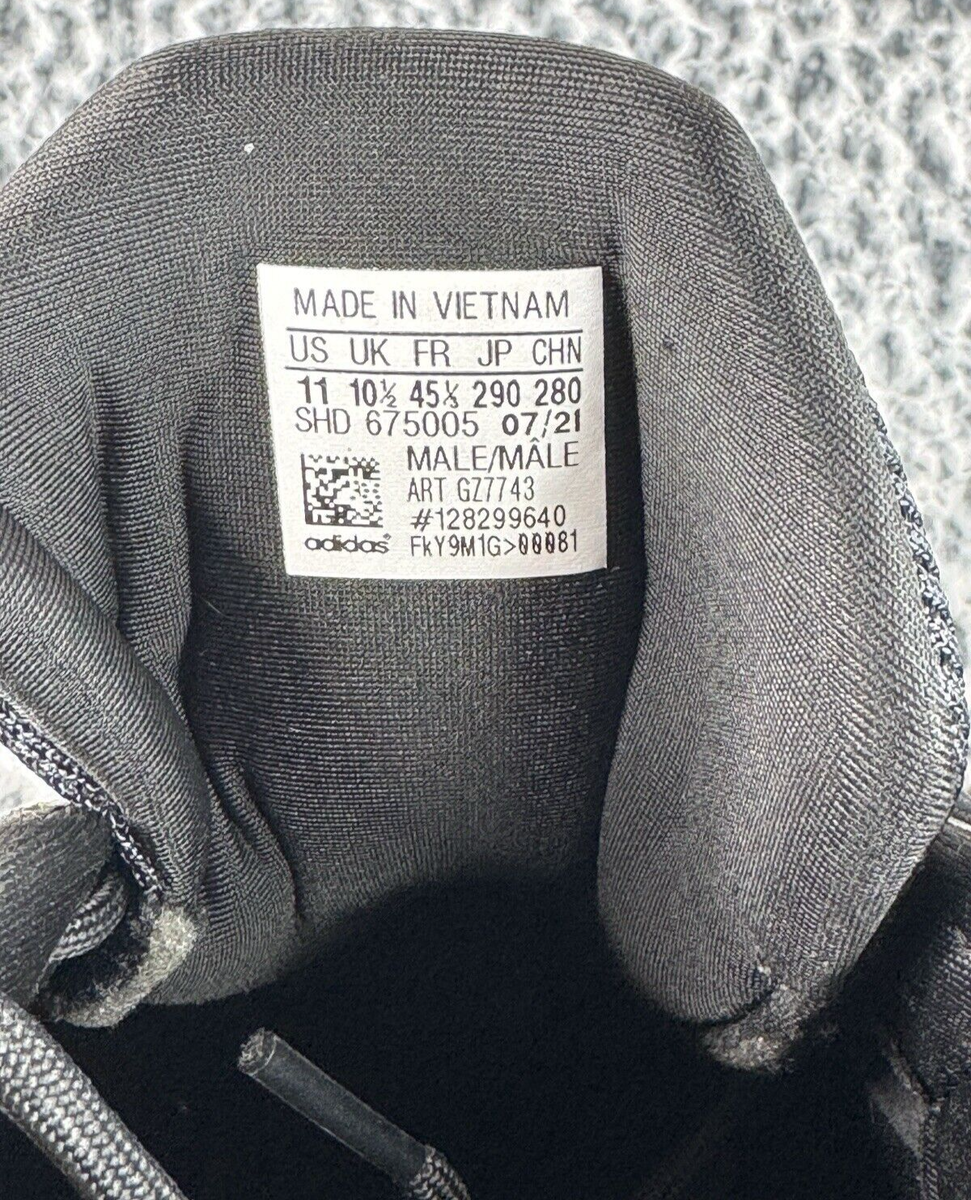 MADE IN VIETNAM
US UK FR JP CHN
11 10½ 45⅓ 290 280
SHD 675005 07/21
MALE/MÂLE
ART GZ7743
#128299640
adidas® FkY9M1G>00081